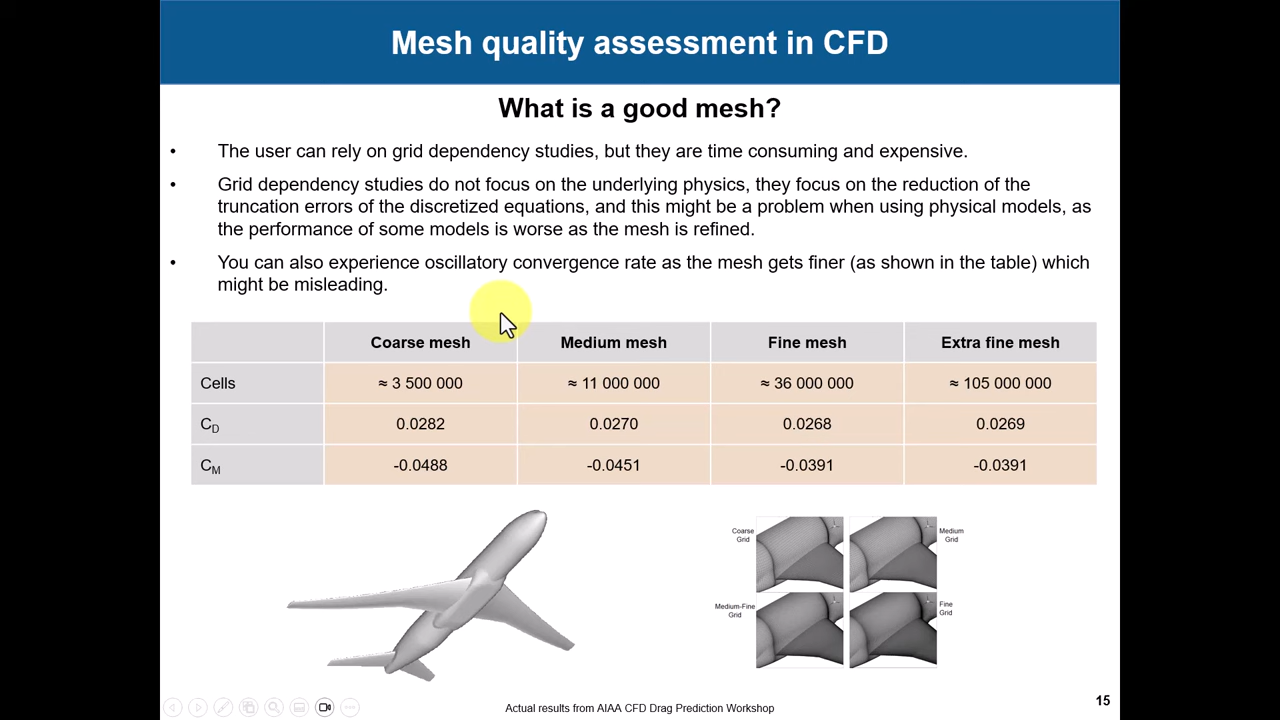 Mesh quality assessment in CFD
What is a good mesh?
• The user can rely on grid dependency studies, but they are time consuming and expensive.
• Grid dependency studies do not focus on the underlying physics, they focus on the reduction of the
truncation errors of the discretized equations, and this might be a problem when using physical models, as
the performance of some models is worse as the mesh is refined.
• You can also experience oscillatory convergence rate as the mesh gets finer (as shown in the table) which
might be misleading.
Coarse mesh Medium mesh Fine mesh Extra fine mesh
Cells ≈ 3 500 000 ≈ 11 000 000 ≈ 36 000 000 ≈ 105 000 000
CD 0.0282 0.0270 0.0268 0.0269
CM -0.0488 -0.0451 -0.0391 -0.0391
Coarse
Grid
Medium
Grid
Medium-Fine
Grid
Fine
Grid
Actual results from AIAA CFD Drag Prediction Workshop
15